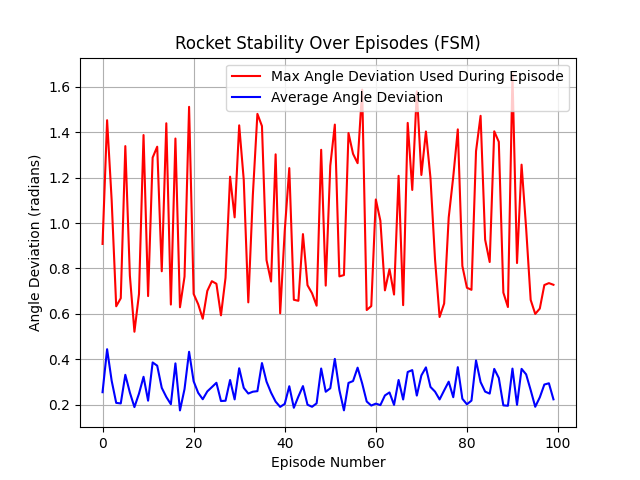 Rocket Stability Over Episodes (FSM)
Max Angle Deviation Used During Episode
Average Angle Deviation
Angle Deviation (radians)
1.6
1.4
1.2
1.0
0.8
0.6
0.4
0.2
0 20 40 60 80 100
Episode Number